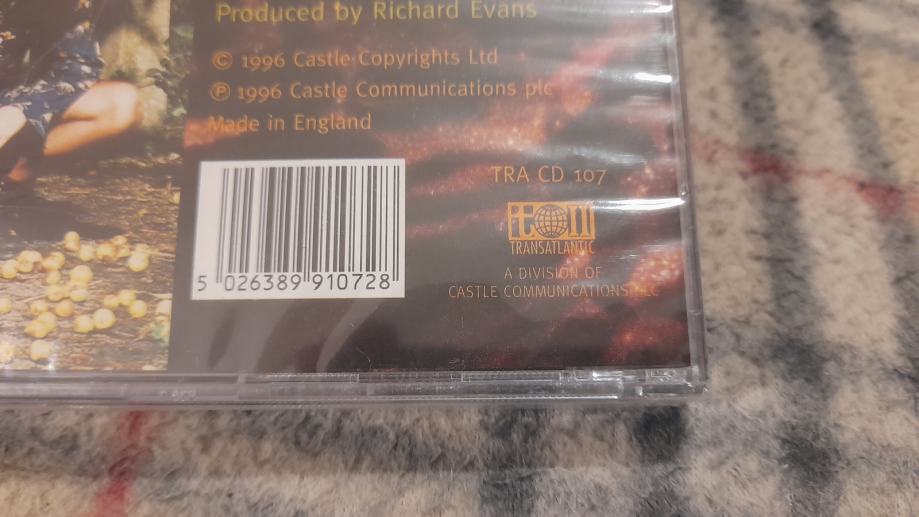 Produced by Richard Evans
© 1996 Castle Copyrights Ltd
℗ 1996 Castle Communications plc
Made in England
TRA CD 107
TRANSATLANTIC
A DIVISION OF
CASTLE COMMUNICATIONS PLC
5 026389 910728